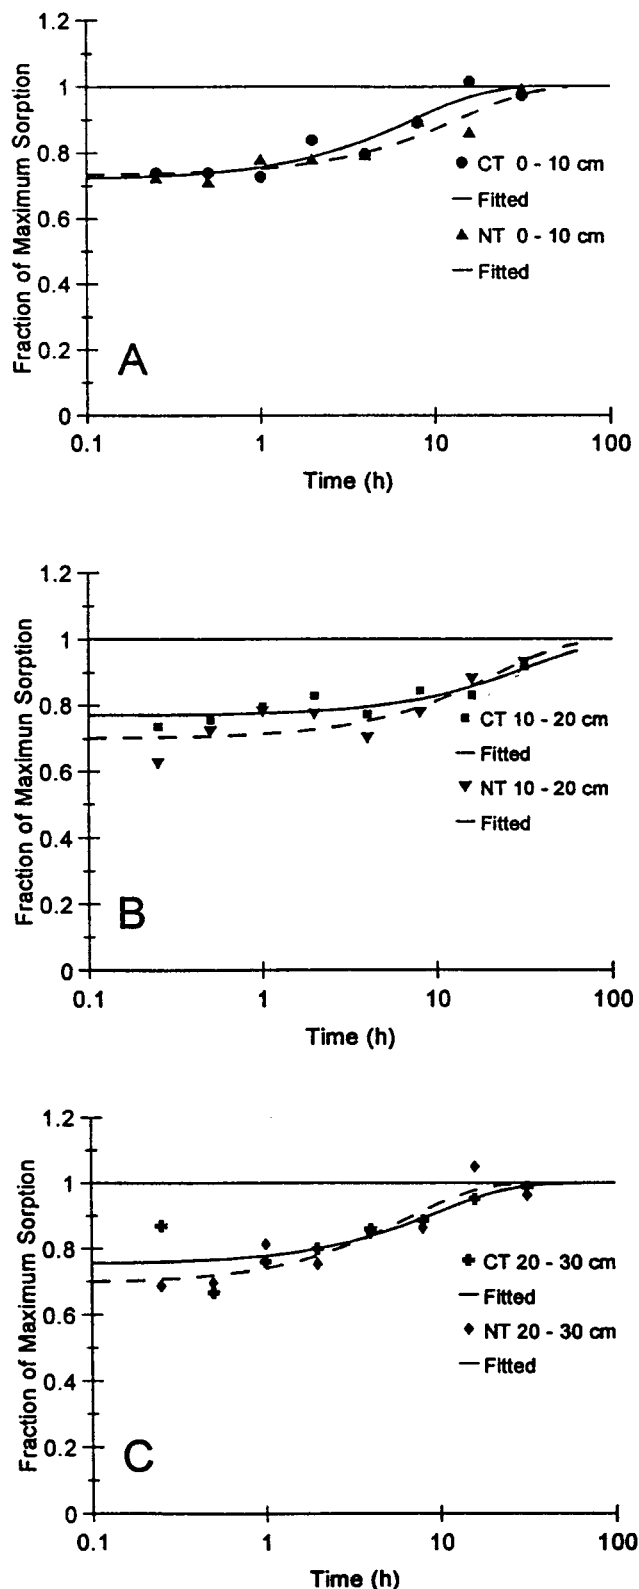 1.2
1
0.8
0.6
0.4
0.2
0
Fraction of Maximum Sorption
CT 0 - 10 cm
Fitted
NT 0 - 10 cm
Fitted
A
0.1 1 10 100
Time (h)
1.2
1
0.8
0.6
0.4
0.2
0
Fraction of Maximum Sorption
CT 10 - 20 cm
Fitted
NT 10 - 20 cm
Fitted
B
0.1 1 10 100
Time (h)
1.2
1
0.8
0.6
0.4
0.2
0
Fraction of Maximum Sorption
CT 20 - 30 cm
Fitted
NT 20 - 30 cm
Fitted
C
0.1 1 10 100
Time (h)